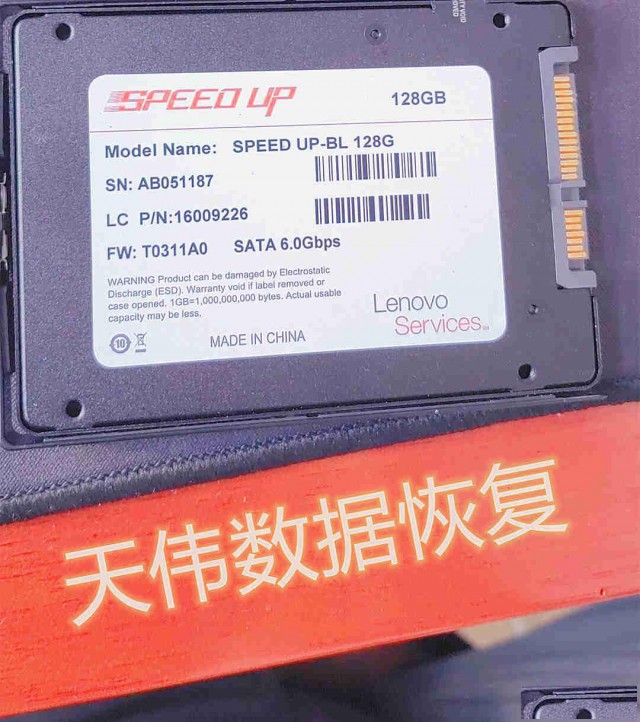 SPEED UP 128GB
Model Name: SPEED UP-BL 128G
SN: AB051187
LC P/N:16009226
FW: T0311A0 SATA 6.0Gbps
WARNING Product can be damaged by Electrostatic
Discharge (ESD). Warranty void if label removed or
case opened. 1GB=1,000,000,000 bytes. Actual usable
capacity may be less.
Lenovo
Services
10
MADE IN CHINA
天伟数据恢复